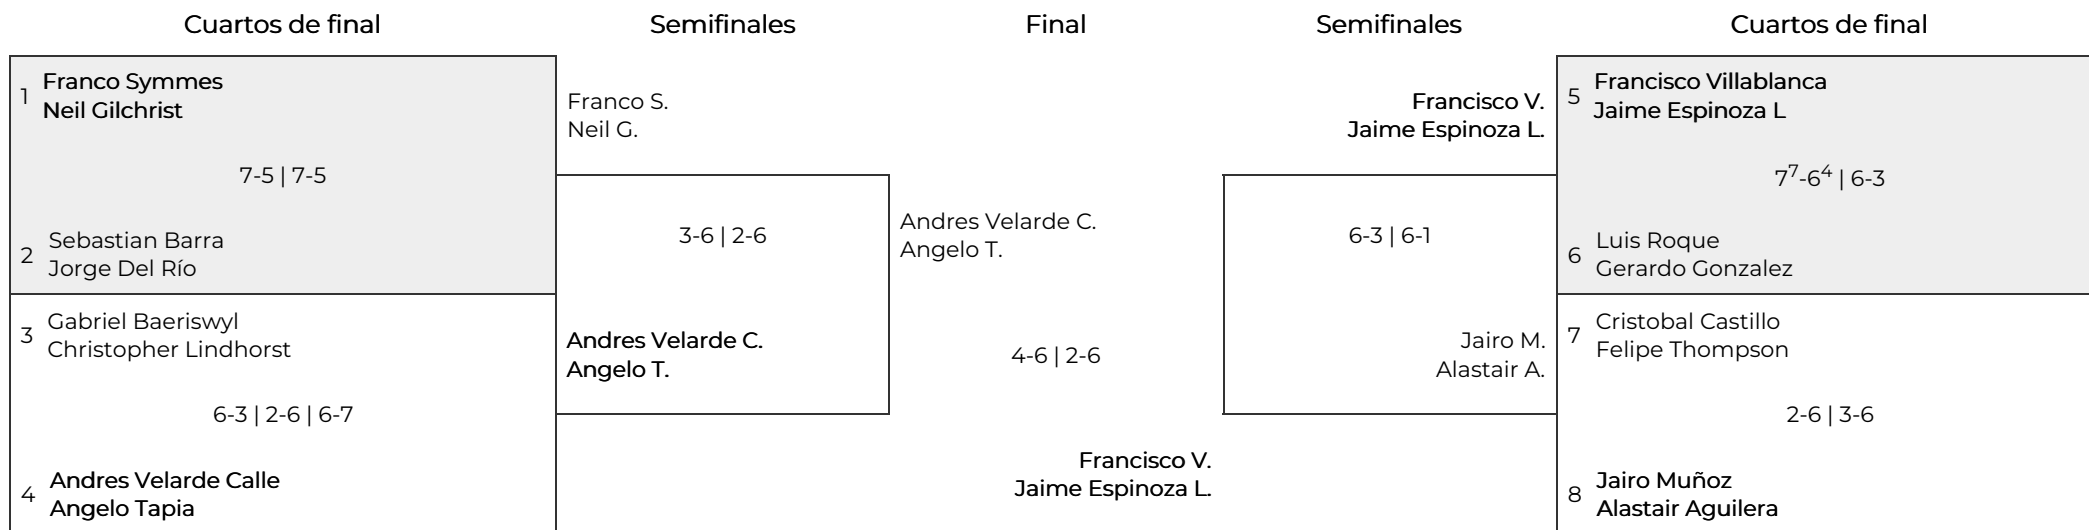 Cuartos de final
Semifinales
Final
Semifinales
Cuartos de final
1
Franco Symmes
Neil Gilchrist
7-5 | 7-5
2
Sebastian Barra
Jorge Del Río
3
Gabriel Baeriswyl
Christopher Lindhorst
6-3 | 2-6 | 6-7
4
Andres Velarde Calle
Angelo Tapia
Franco S.
Neil G.
3-6 | 2-6
Andres Velarde C.
Angelo T.
Andres Velarde C.
Angelo T.
4-6 | 2-6
Francisco V.
Jaime Espinoza L.
Francisco V.
Jaime Espinoza L.
6-3 | 6-1
Jairo M.
Alastair A.
5
Francisco Villablanca
Jaime Espinoza L
7⁷-6⁴ | 6-3
6
Luis Roque
Gerardo Gonzalez
7
Cristobal Castillo
Felipe Thompson
2-6 | 3-6
8
Jairo Muñoz
Alastair Aguilera